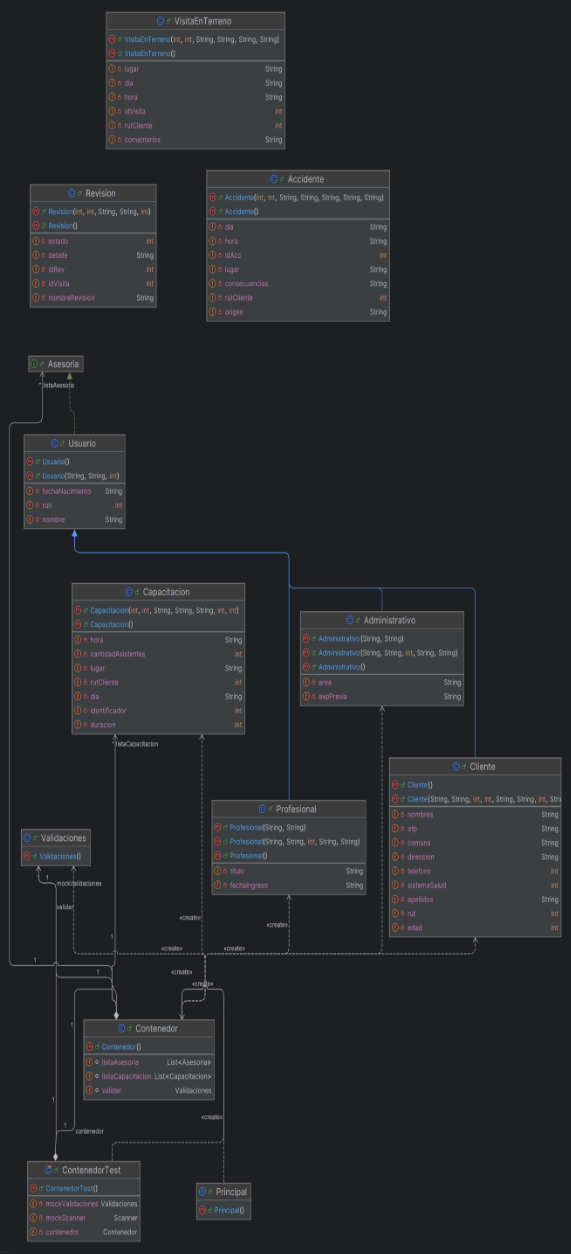 VisitaEnTerreno
VisitaEnTerreno(int, int, String, String, String, String)
VisitaEnTerreno()
lugar String
dia String
hora String
idVisita int
rutCliente int
comentarios String
Revision
Revision(int, int, String, String, int)
Revision()
estado int
detalle String
idRev int
idVisita int
nombreRevision String
Accidente
Accidente(int, int, String, String, String, String, String)
Accidente()
dia String
hora String
idAcc int
lugar String
consecuencias String
rutCliente int
origen String
Asesoria
* listaAsesoria
Usuario
Usuario()
Usuario(String, String, int)
fechaNacimiento String
run int
nombre String
Capacitacion
Capacitacion(int, int, String, String, String, int, int)
Capacitacion()
hora String
cantidadAsistentes int
lugar String
rutCliente int
dia String
identificador int
duracion int
* listaCapacitacion
Administrativo
Administrativo(String, String)
Administrativo(String, String, int, String, String)
Administrativo()
area String
expPrevia String
Cliente
Cliente()
Cliente(String, String, int, int, String, String, int, Stri
nombres String
afp String
comuna String
direccion String
telefono int
sistemaSalud int
apellidos String
rut int
edad int
Profesional
Profesional(String, String)
Profesional(String, String, int, String, String)
Profesional()
titulo String
fechaIngreso String
Validaciones
Validaciones()
1
mockValidaciones
1
validar
«create»
1
«create»
«create»
1
1
«create»
«create»
«create»
1
Contenedor
Contenedor()
listaAsesoria List<Asesoria>
listaCapacitacion List<Capacitacion>
validar Validaciones
1
1
contenedor
«create»
ContenedorTest
ContenedorTest()
mockValidaciones Validaciones
mockScanner Scanner
contenedor Contenedor
Principal
Principal()